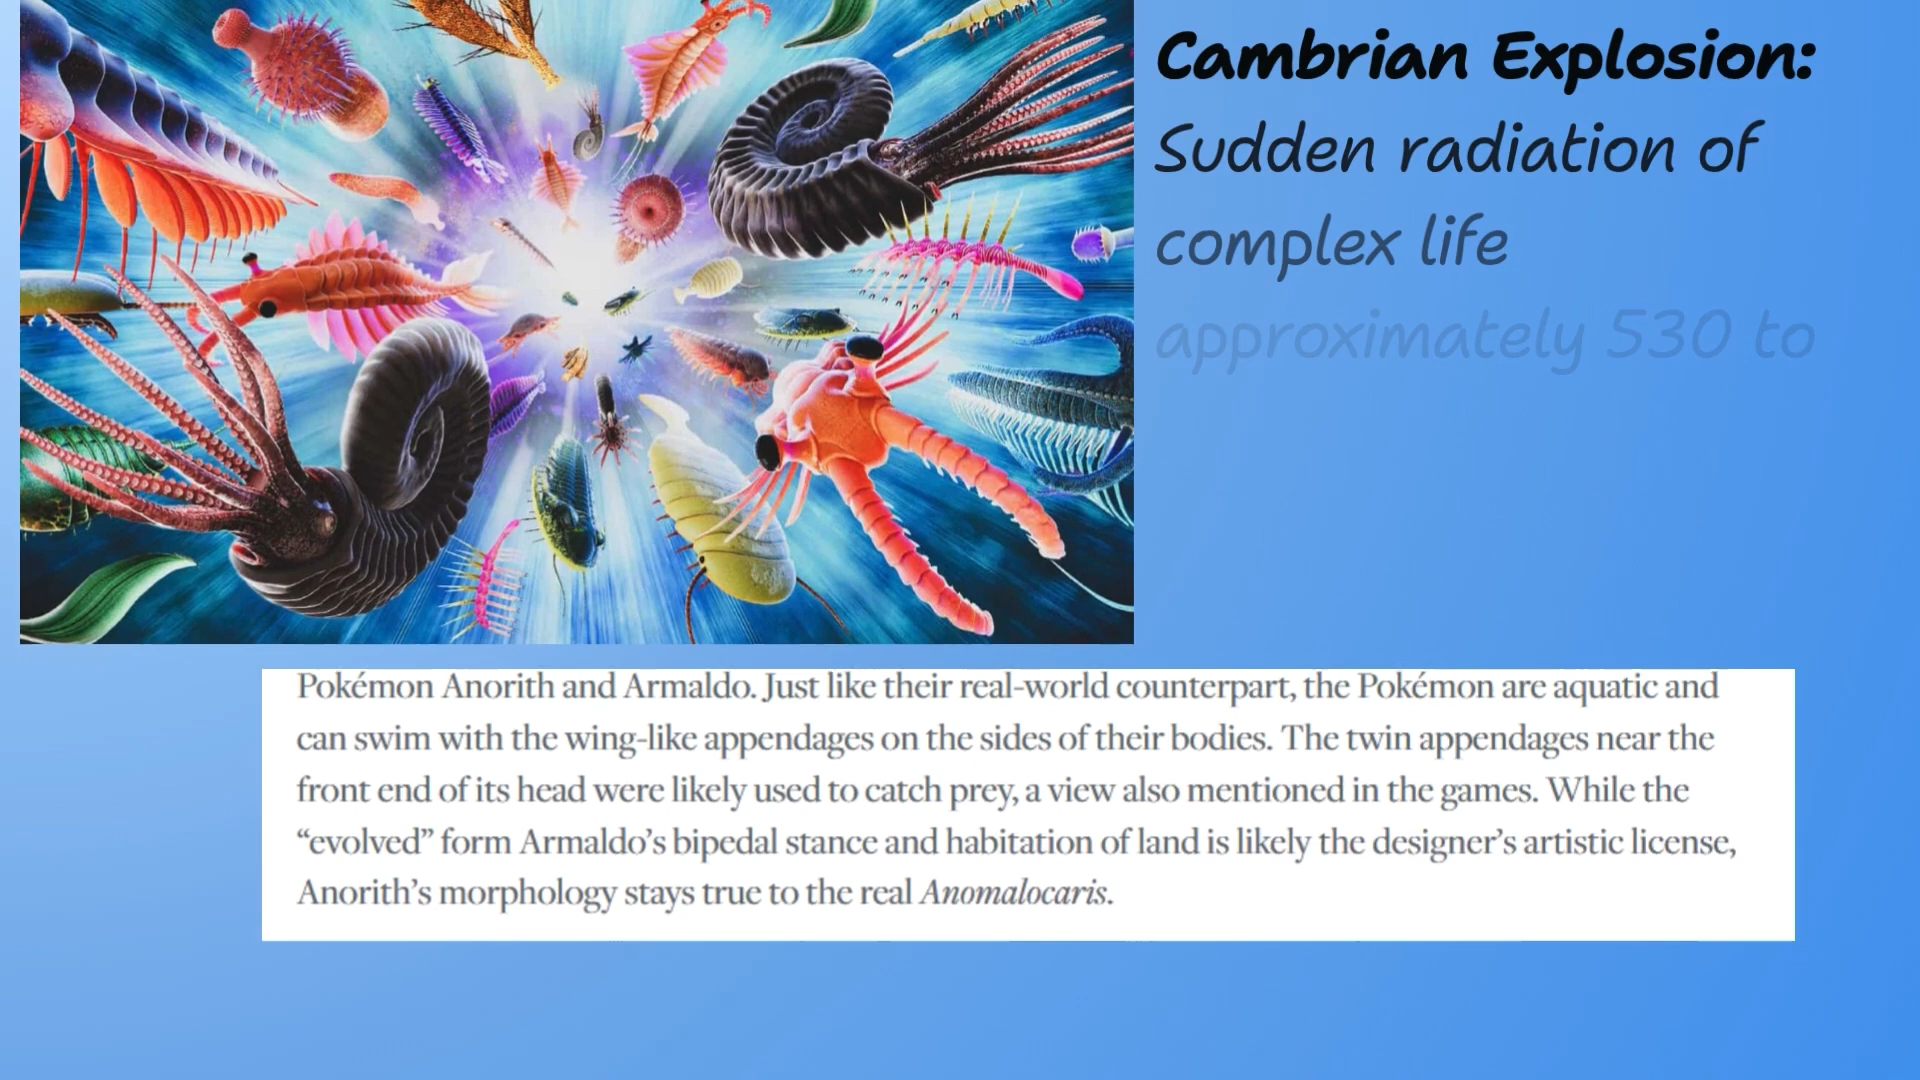 Cambrian Explosion:
Sudden radiation of
complex life
approximately 530 to
Pokémon Anorith and Armaldo. Just like their real-world counterpart, the Pokémon are aquatic and
can swim with the wing-like appendages on the sides of their bodies. The twin appendages near the
front end of its head were likely used to catch prey, a view also mentioned in the games. While the
“evolved” form Armaldo’s bipedal stance and habitation of land is likely the designer’s artistic license,
Anorith’s morphology stays true to the real Anomalocaris.